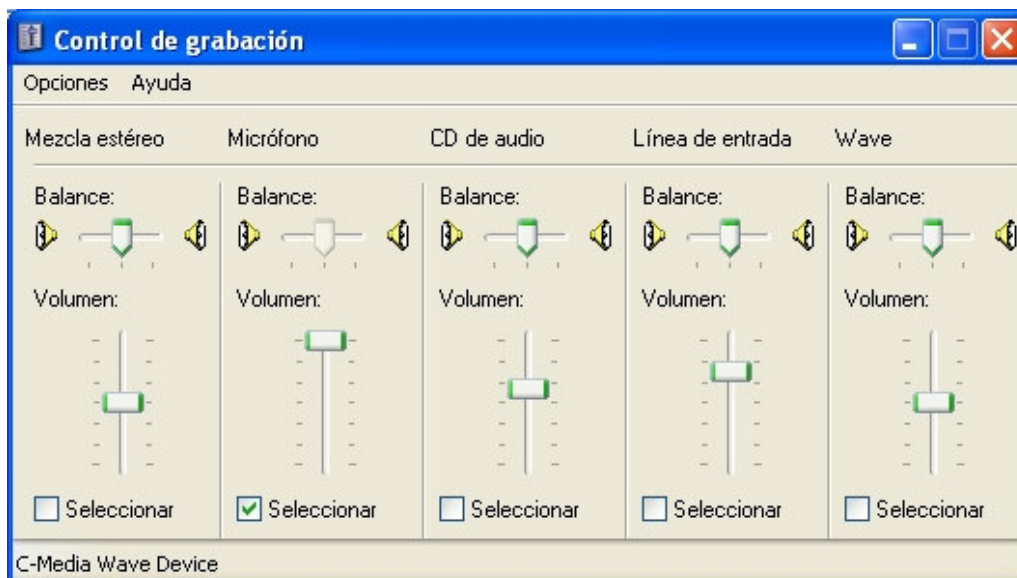 Control de grabación
Opciones Ayuda
Mezcla estéreo Micrófono CD de audio Línea de entrada Wave
Balance: Balance: Balance: Balance: Balance:
Volumen: Volumen: Volumen: Volumen: Volumen:
Seleccionar Seleccionar Seleccionar Seleccionar Seleccionar
C-Media Wave Device